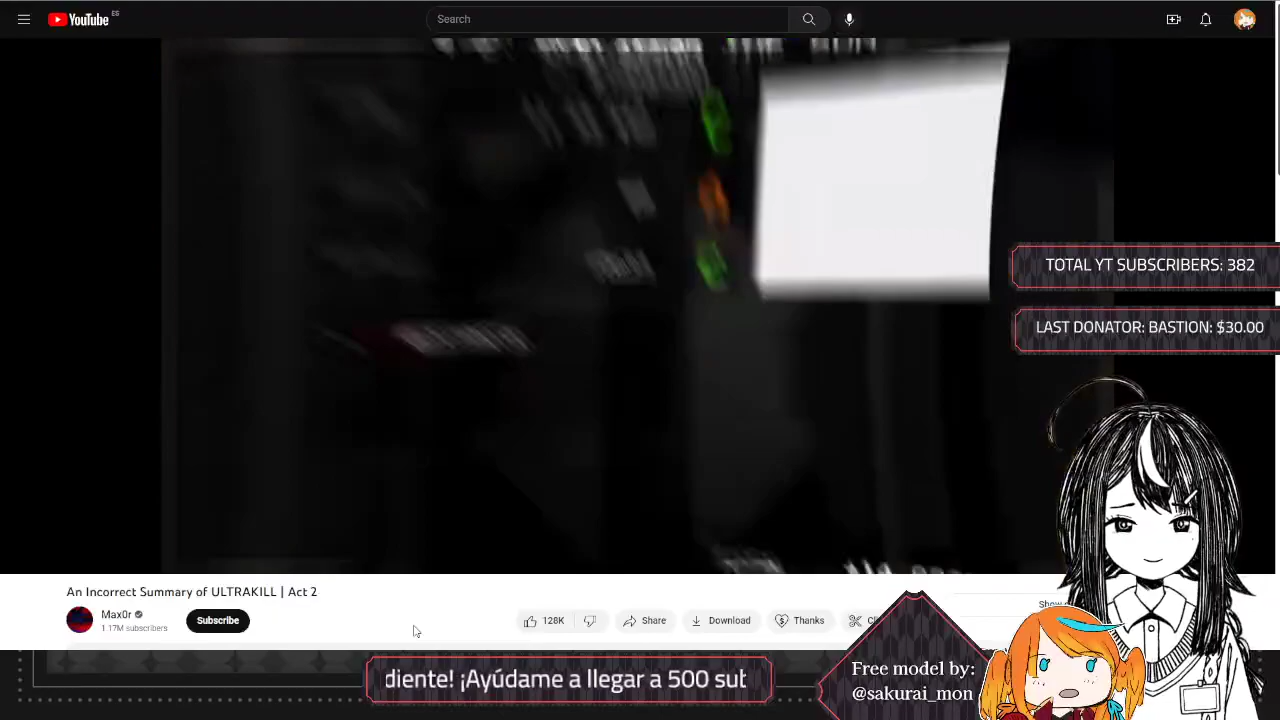 YouTube ES
Search
TOTAL YT SUBSCRIBERS: 382
LAST DONATOR: BASTION: $30.00
An Incorrect Summary of ULTRAKILL | Act 2
Max0r
1.17M subscribers
Subscribe
128K
Share
Download
Thanks
diente! ¡Ayúdame a llegar a 500 sub
Free model by:
@sakurai_mon